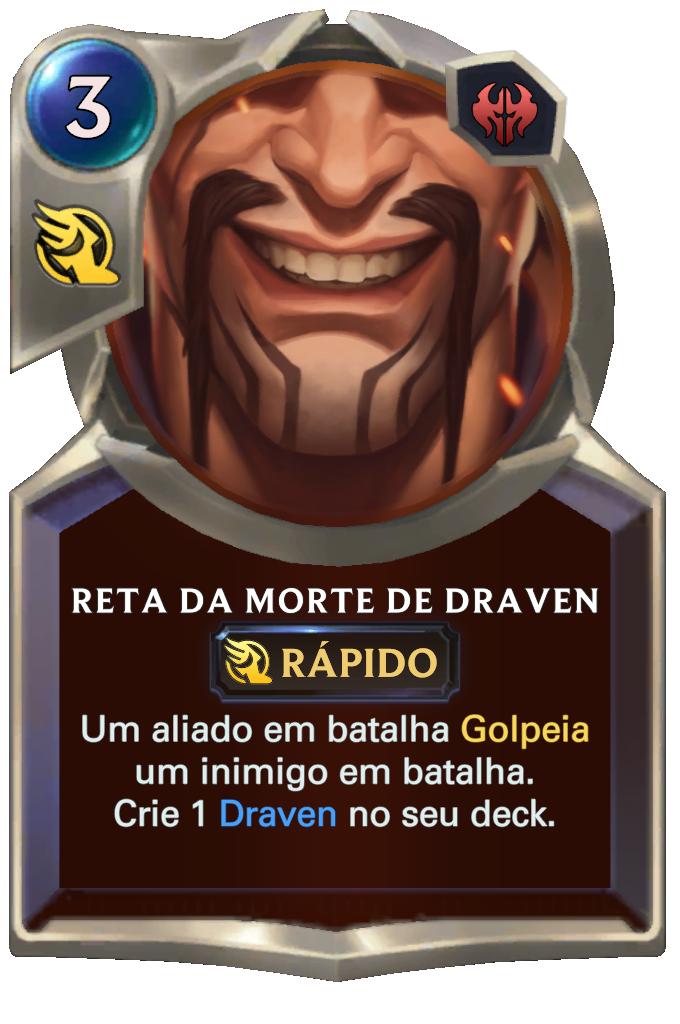 3
RETA DA MORTE DE DRAVEN
RÁPIDO
Um aliado em batalha Golpeia
um inimigo em batalha.
Crie 1 Draven no seu deck.